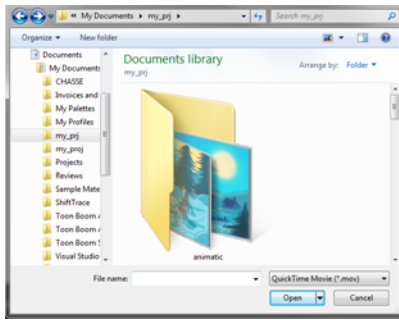 « My Documents ▸ my_prj ▸
Search my_prj
Organize ▾ New folder
Documents
My Documents
CHASSE
Invoices and
My Palettes
My Profiles
my_prj
my_proj
Projects
Reviews
Sample Mate
ShiftTrace
Toon Boom A
Toon Boom A
Toon Boom S
Visual Studio
Documents library
my_prj
Arrange by: Folder ▾
animatic
File name:
QuickTime Movie (*.mov)
Open
Cancel